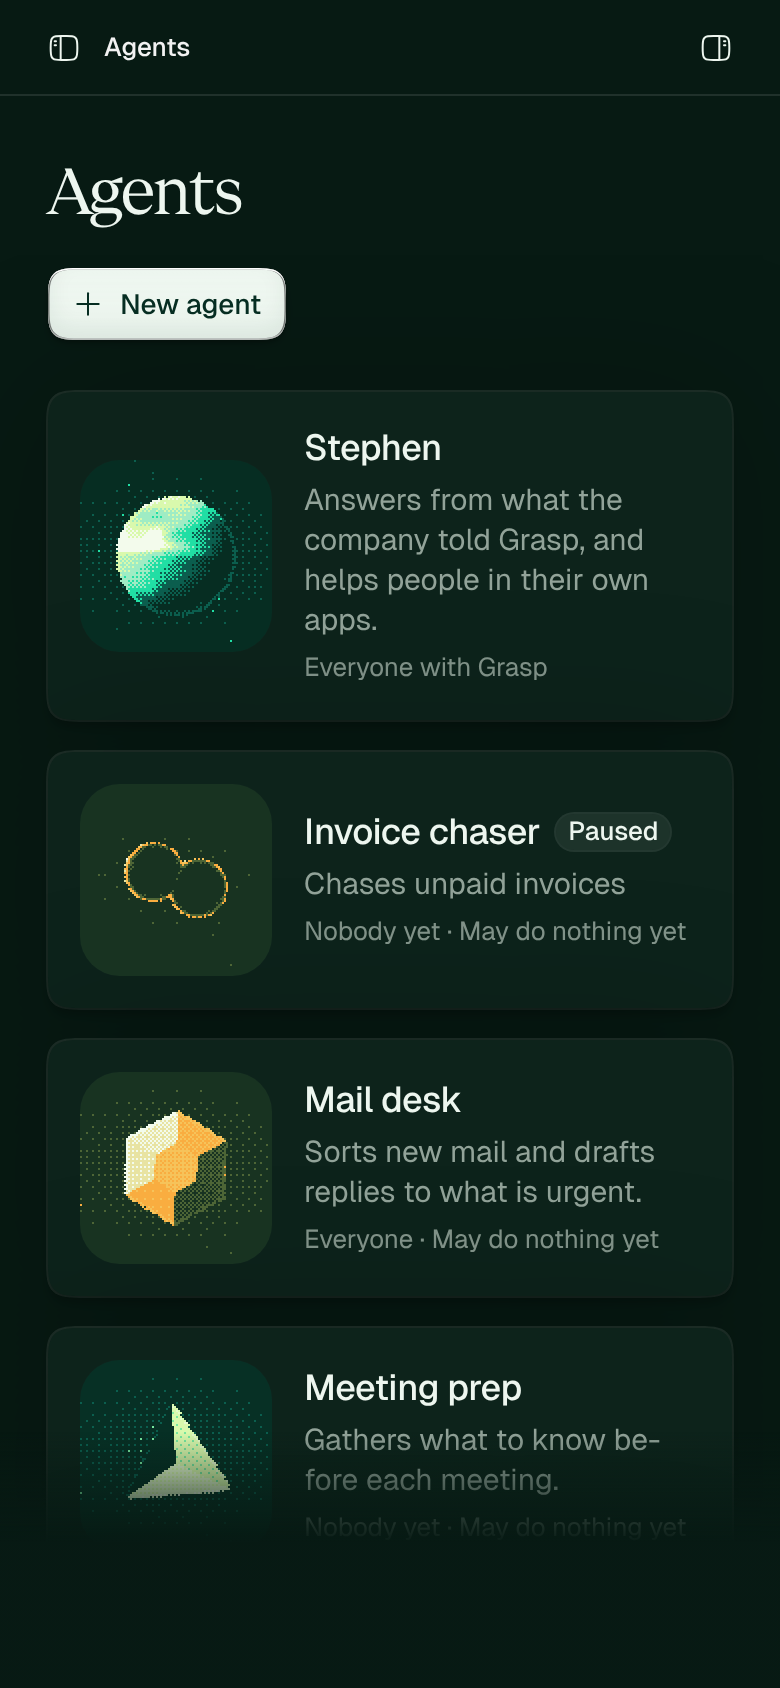 Agents
Agents
New agent
Stephen
Answers from what the
company told Grasp, and
helps people in their own
apps.
Everyone with Grasp
Invoice chaser Paused
Chases unpaid invoices
Nobody yet · May do nothing yet
Mail desk
Sorts new mail and drafts
replies to what is urgent.
Everyone · May do nothing yet
Meeting prep
Gathers what to know be-
fore each meeting.
Nobody yet · May do nothing yet